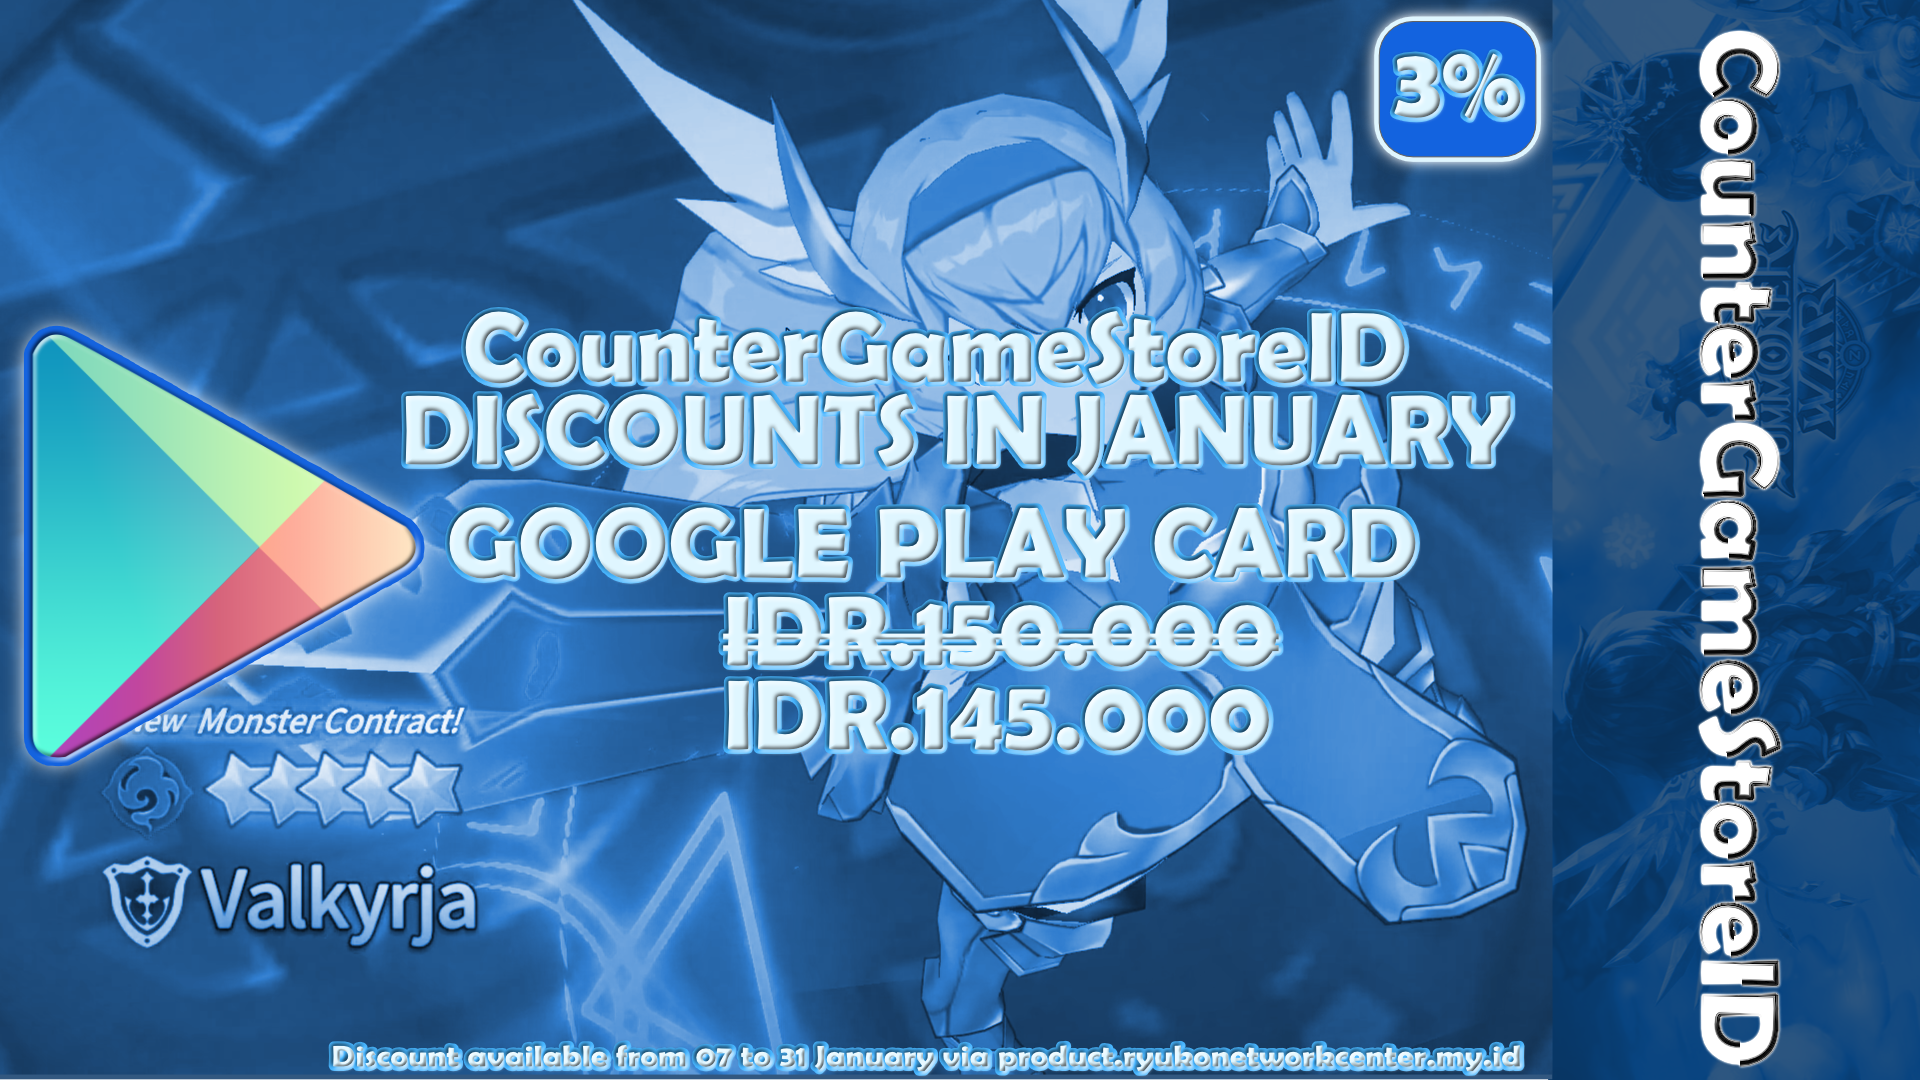 3%
CounterGameStoreID
DISCOUNTS IN JANUARY
GOOGLE PLAY CARD
IDR.150.000
IDR.145.000
Monster Contract!
Valkyrja
Discount available from 07 to 31 January via product.ryukonetworkcenter.my.id
CounterGameStoreID